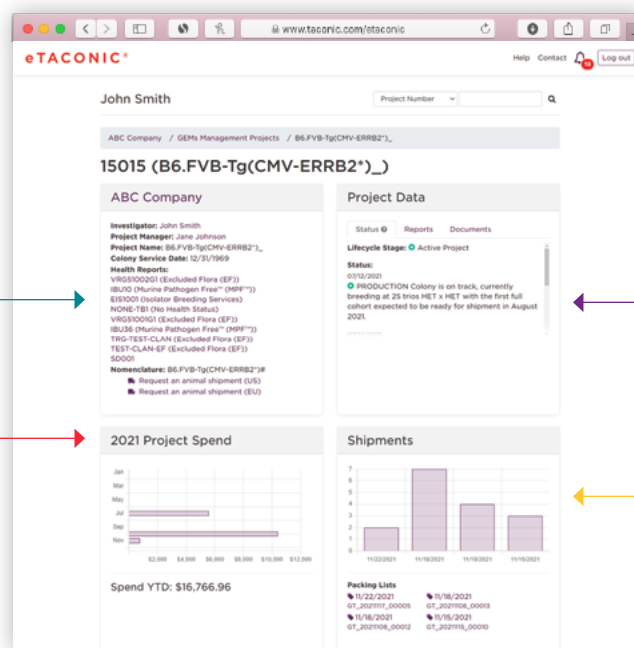 www.taconic.com/etaconic
eTACONIC®
Help Contact
Log out
John Smith
Project Number
ABC Company / GEMs Management Projects / B6.FVB-Tg(CMV-ERRB2*)_
15015 (B6.FVB-Tg(CMV-ERRB2*)_)
ABC Company
Investigator: John Smith
Project Manager: Jane Johnson
Project Name: B6.FVB-Tg(CMV-ERRB2*)_
Colony Service Date: 12/31/1969
Health Reports:
VRGS1002G1 (Excluded Flora (EF))
IBU10 (Murine Pathogen Free™ (MPF™))
EIS1001 (Isolator Breeding Services)
NONE-TB1 (No Health Status)
VRGS1001G1 (Excluded Flora (EF))
IBU36 (Murine Pathogen Free™ (MPF™))
TRG-TEST-CLAN (Excluded Flora (EF))
TEST-CLAN-EF (Excluded Flora (EF))
SD001
Nomenclature: B6.FVB-Tg(CMV-ERRB2*)#
Request an animal shipment (US)
Request an animal shipment (EU)
Project Data
Status Reports Documents
Lifecycle Stage: Active Project
Status:
07/12/2021
PRODUCTION Colony is on track, currently
breeding at 25 trios HET x HET with the first full
cohort expected to be ready for shipment in August
2021.
2021 Project Spend
Jan
Mar
May
Jul
Sep
Nov
$2,000 $4,000 $6,000 $8,000 $10,000 $12,000
Spend YTD: $16,766.96
Shipments
7
6
5
4
3
2
1
0
11/22/2021 11/19/2021 11/19/2021 11/15/2021
Packing Lists
11/22/2021 11/18/2021
GT_20211117_00005 GT_20211108_00013
11/18/2021 11/15/2021
GT_20211108_00012 GT_20211115_00010